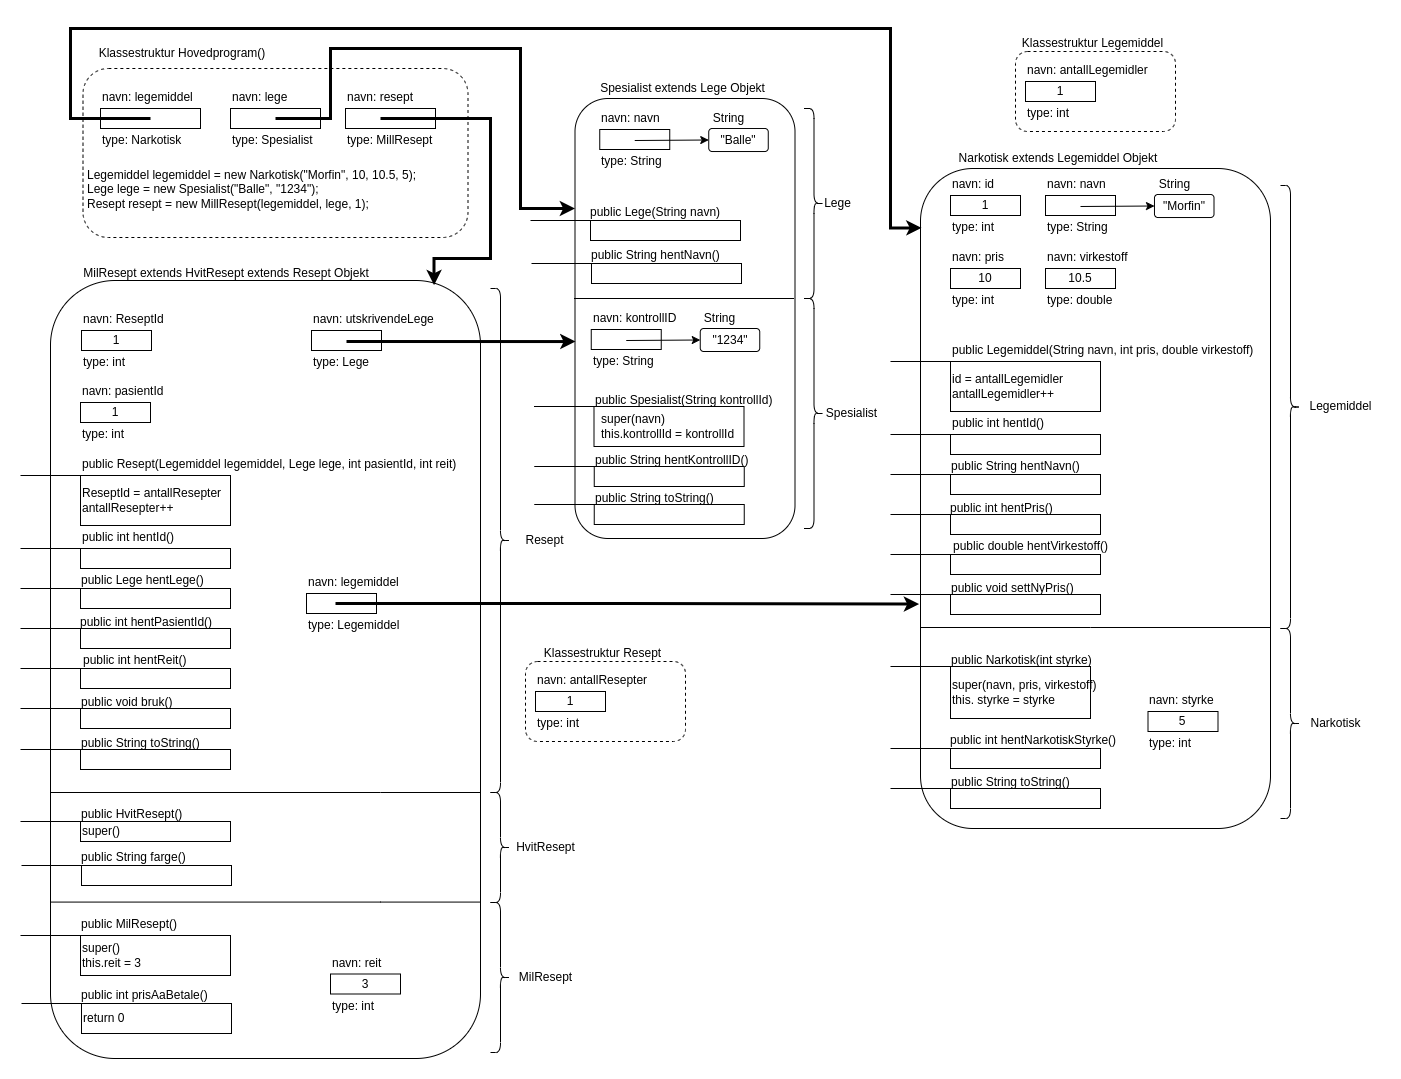 Klassestruktur Hovedprogram()
navn: legemiddel
navn: lege
navn: resept
type: Narkotisk
type: Spesialist
type: MillResept
Legemiddel legemiddel = new Narkotisk("Morfin", 10, 10.5, 5);
Lege lege = new Spesialist("Balle", "1234");
Resept resept = new MillResept(legemiddel, lege, 1);
MilResept extends HvitResept extends Resept Objekt
navn: ReseptId
1
type: int
navn: utskrivendeLege
type: Lege
navn: pasientId
1
type: int
public Resept(Legemiddel legemiddel, Lege lege, int pasientId, int reit)
ReseptId = antallResepter
antallResepter++
public int hentId()
public Lege hentLege()
public int hentPasientId()
public int hentReit()
public void bruk()
public String toString()
navn: legemiddel
type: Legemiddel
Resept
public HvitResept()
super()
public String farge()
HvitResept
public MilResept()
super()
this.reit = 3
public int prisAaBetale()
return 0
navn: reit
3
type: int
MilResept
Spesialist extends Lege Objekt
navn: navn
String
"Balle"
type: String
public Lege(String navn)
public String hentNavn()
Lege
navn: kontrollID
String
"1234"
type: String
public Spesialist(String kontrollId)
super(navn)
this.kontrollId = kontrollId
public String hentKontrollID()
public String toString()
Spesialist
Klassestruktur Resept
navn: antallResepter
1
type: int
Klassestruktur Legemiddel
navn: antallLegemidler
1
type: int
Narkotisk extends Legemiddel Objekt
navn: id
1
type: int
navn: navn
String
"Morfin"
type: String
navn: pris
10
type: int
navn: virkestoff
10.5
type: double
public Legemiddel(String navn, int pris, double virkestoff)
id = antallLegemidler
antallLegemidler++
public int hentId()
public String hentNavn()
public int hentPris()
public double hentVirkestoff()
public void settNyPris()
Legemiddel
public Narkotisk(int styrke)
super(navn, pris, virkestoff)
this. styrke = styrke
public int hentNarkotiskStyrke()
public String toString()
navn: styrke
5
type: int
Narkotisk